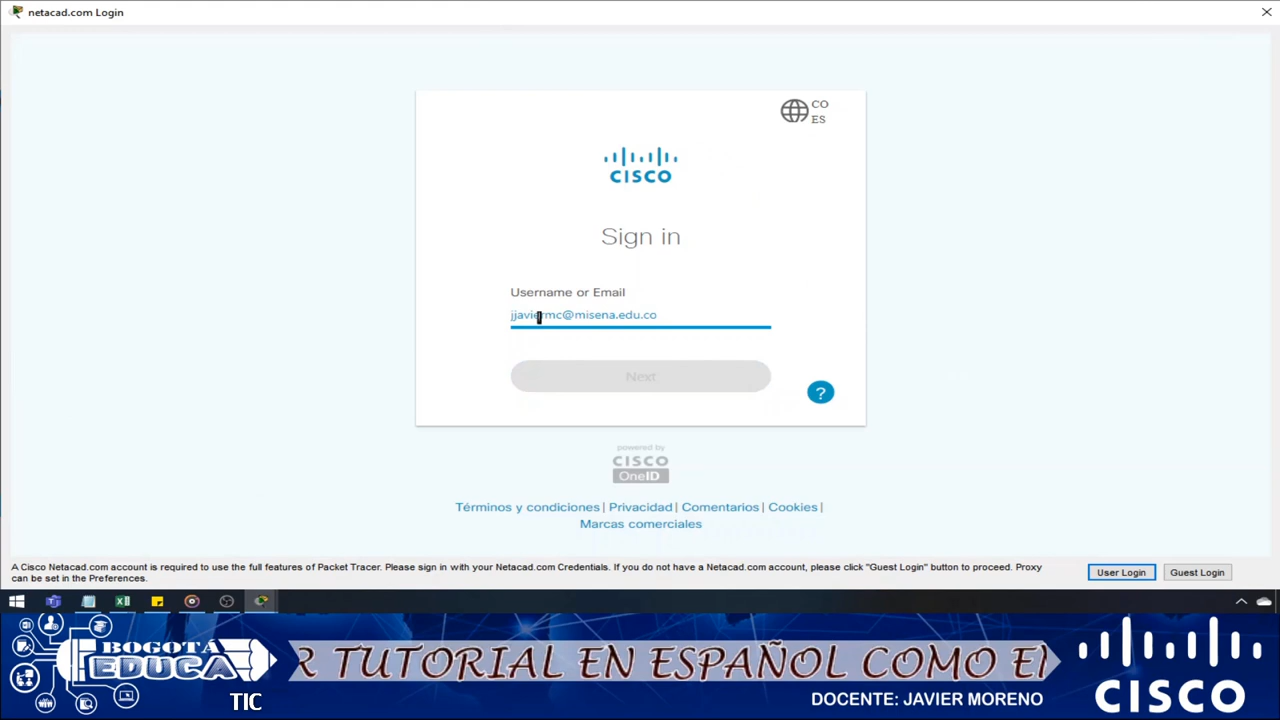 netacad.com Login
CO
ES
CISCO
Sign in
Username or Email
jjaviermc@misena.edu.co
Next
?
powered by
CISCO
OneID
Términos y condiciones | Privacidad | Comentarios | Cookies |
Marcas comerciales
A Cisco Netacad.com account is required to use the full features of Packet Tracer. Please sign in with your Netacad.com Credentials. If you do not have a Netacad.com account, please click "Guest Login" button to proceed. Proxy
can be set in the Preferences.
User Login
Guest Login
BOGOTÁ
EDUCA
TIC
R TUTORIAL EN ESPAÑOL COMO
DOCENTE: JAVIER MORENO
CISCO